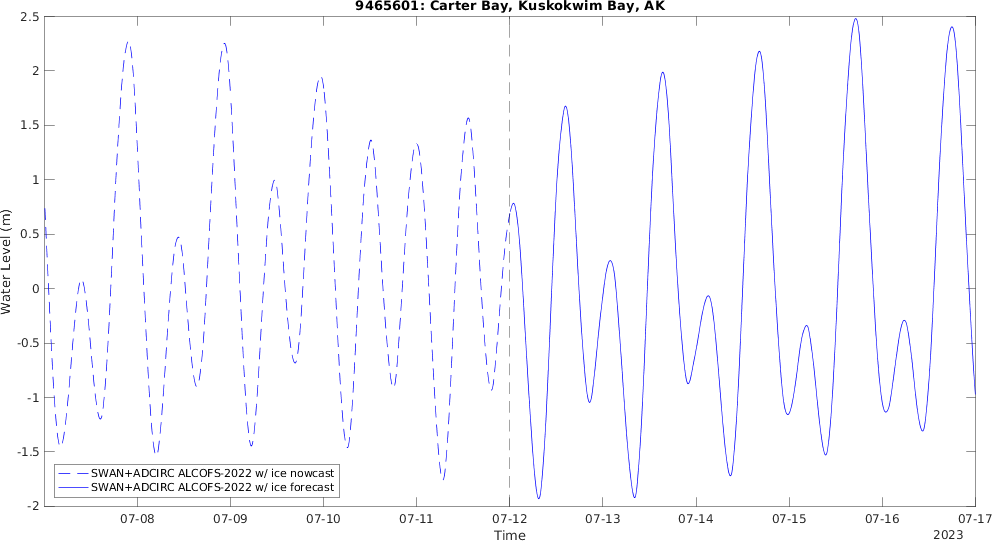 9465601: Carter Bay, Kuskokwim Bay, AK
Water Level (m)
2.5
2
1.5
1
0.5
0
-0.5
-1
-1.5
-2
SWAN+ADCIRC ALCOFS-2022 w/ ice nowcast
SWAN+ADCIRC ALCOFS-2022 w/ ice forecast
07-08 07-09 07-10 07-11 07-12 07-13 07-14 07-15 07-16 07-17
Time
2023